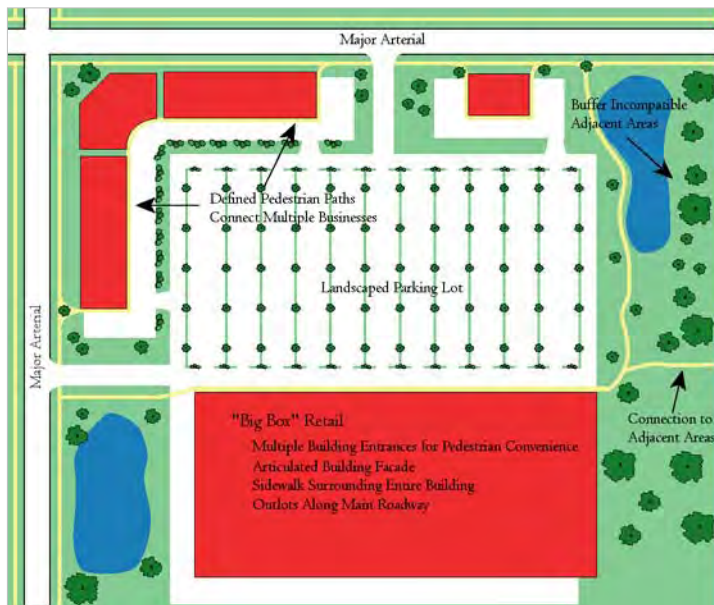 Major Arterial
Buffer Incompatible
Adjacent Areas
Defined Pedestrian Paths
Connect Multiple Businesses
Landscaped Parking Lot
Major Arterial
"Big Box" Retail
Multiple Building Entrances for Pedestrian Convenience
Articulated Building Facade
Sidewalk Surrounding Entire Building
Outlots Along Main Roadway
Connection to
Adjacent Areas